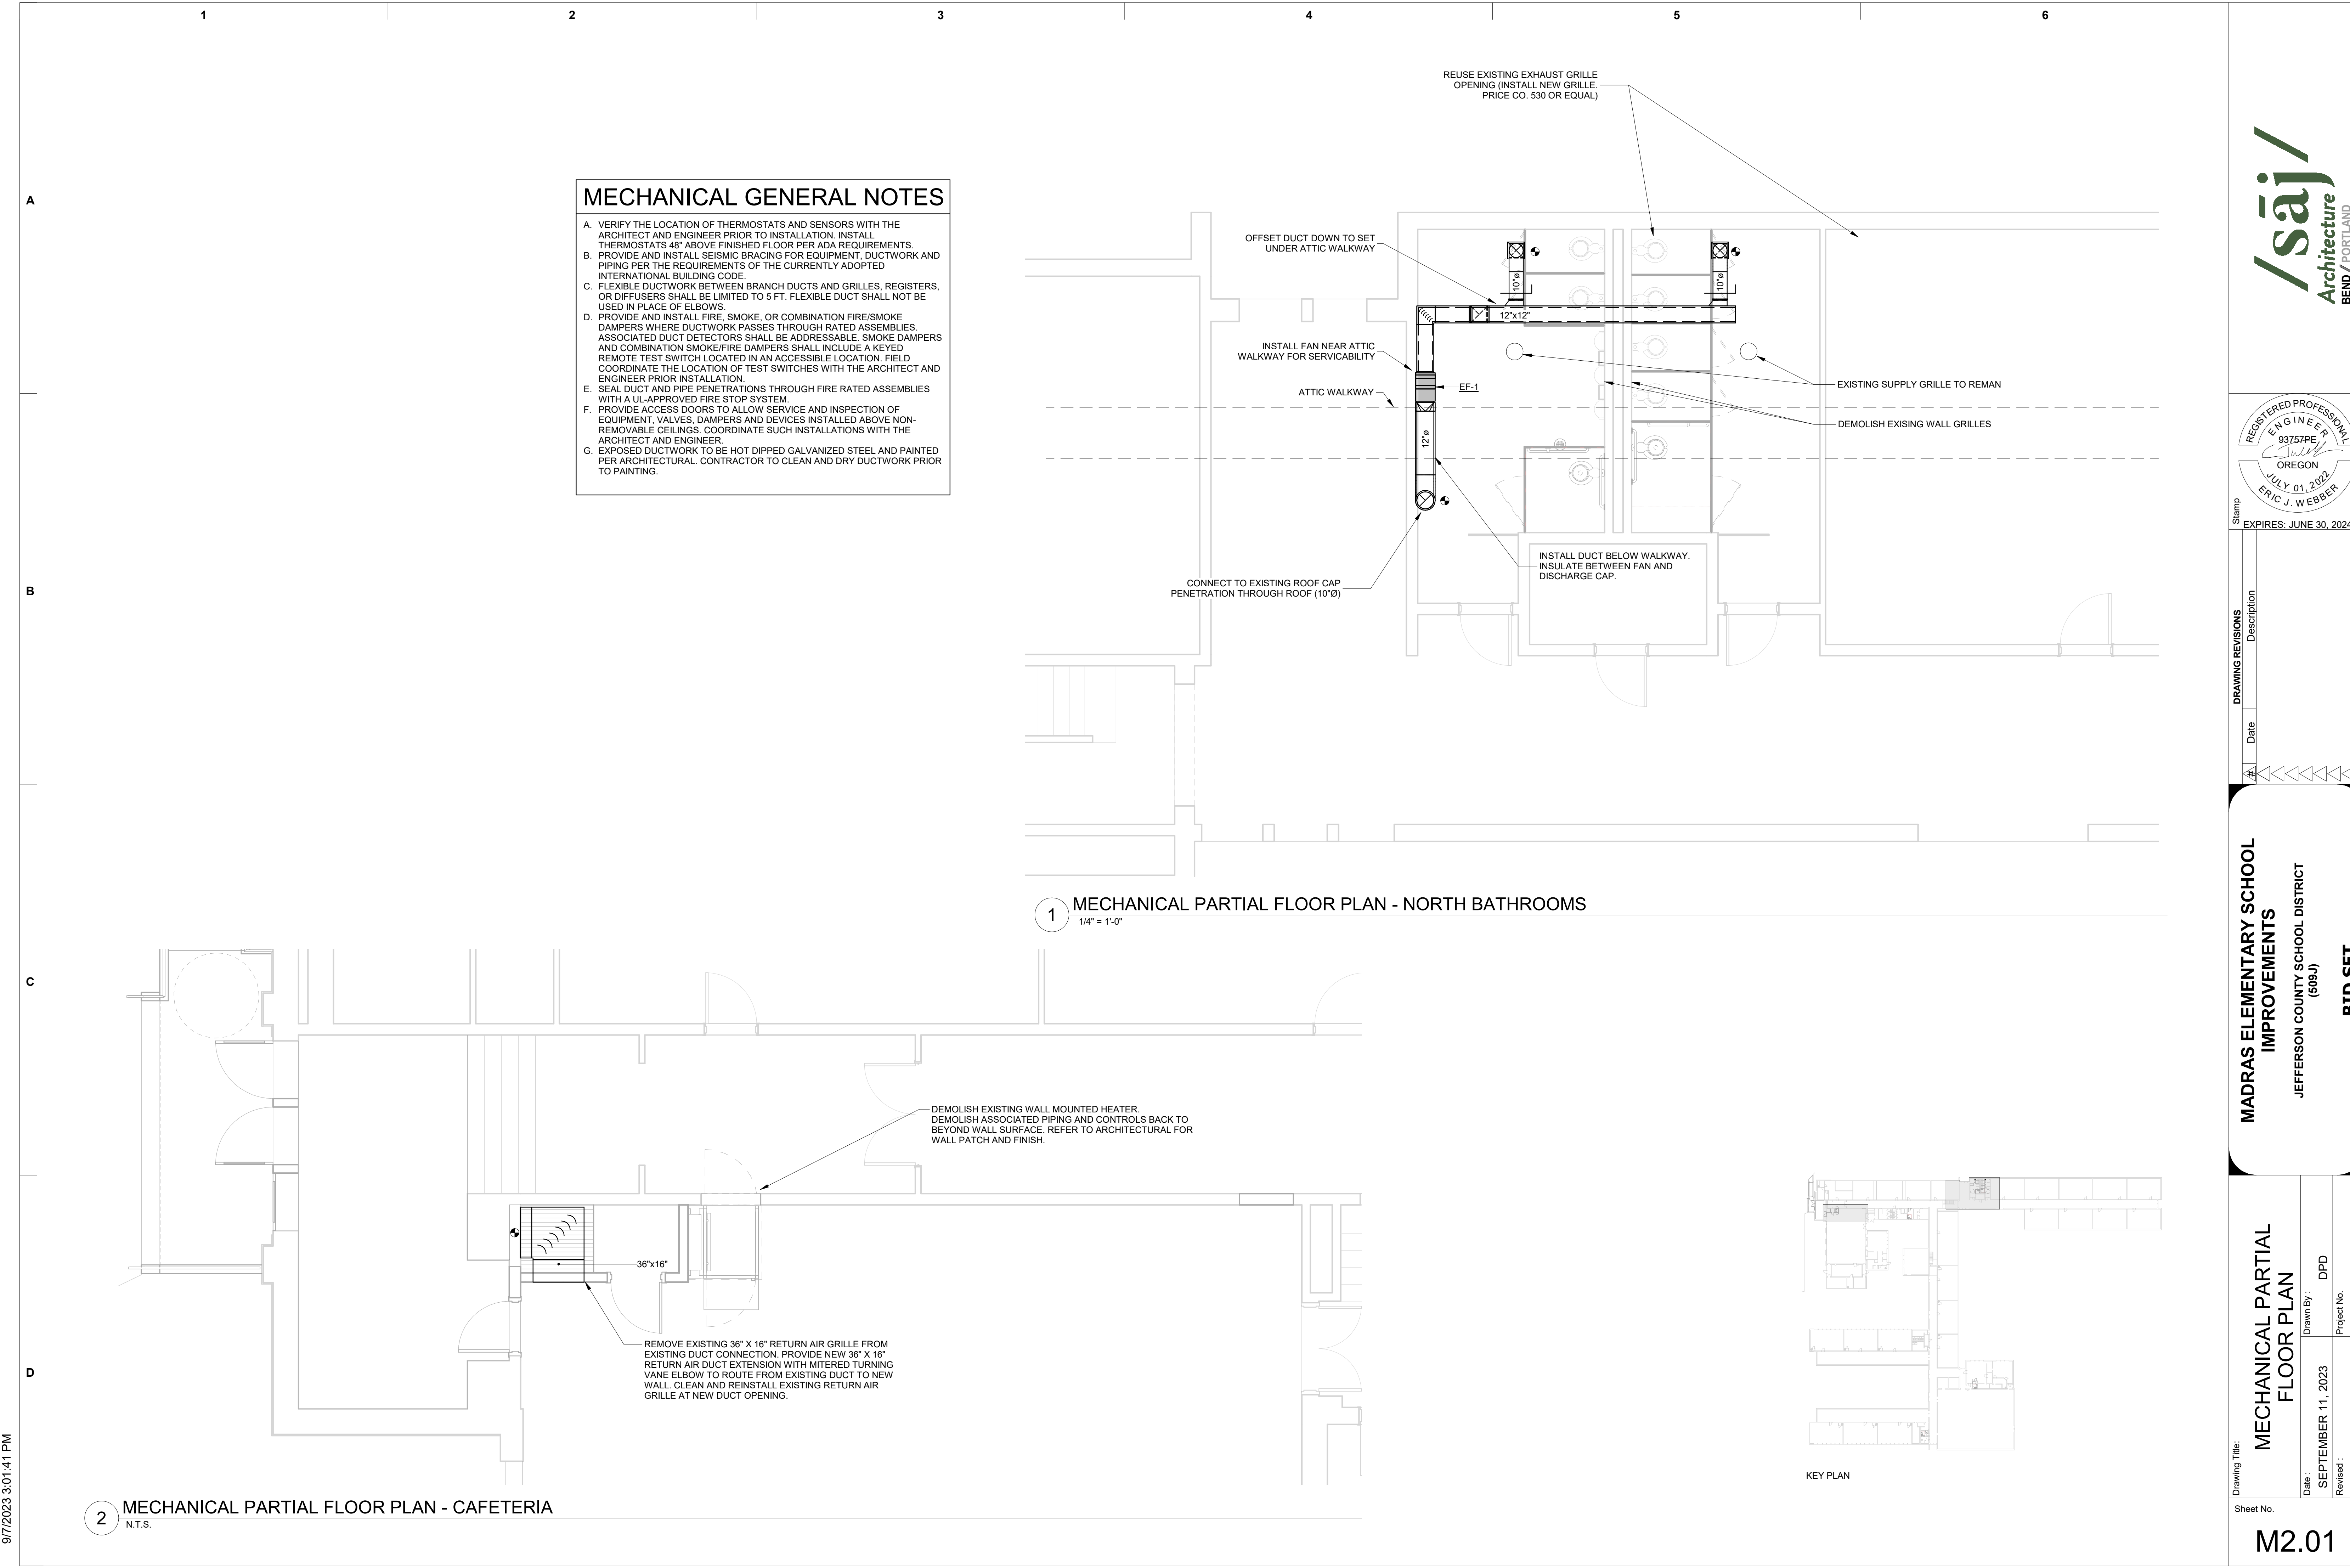 1
2
3
4
5
6
A
B
C
D
MECHANICAL GENERAL NOTES
A. VERIFY THE LOCATION OF THERMOSTATS AND SENSORS WITH THE
ARCHITECT AND ENGINEER PRIOR TO INSTALLATION. INSTALL
THERMOSTATS 48" ABOVE FINISHED FLOOR PER ADA REQUIREMENTS.
B. PROVIDE AND INSTALL SEISMIC BRACING FOR EQUIPMENT, DUCTWORK AND
PIPING PER THE REQUIREMENTS OF THE CURRENTLY ADOPTED
INTERNATIONAL BUILDING CODE.
C. FLEXIBLE DUCTWORK BETWEEN BRANCH DUCTS AND GRILLES, REGISTERS,
OR DIFFUSERS SHALL BE LIMITED TO 5 FT. FLEXIBLE DUCT SHALL NOT BE
USED IN PLACE OF ELBOWS.
D. PROVIDE AND INSTALL FIRE, SMOKE, OR COMBINATION FIRE/SMOKE
DAMPERS WHERE DUCTWORK PASSES THROUGH RATED ASSEMBLIES.
ASSOCIATED DUCT DETECTORS SHALL BE ADDRESSABLE. SMOKE DAMPERS
AND COMBINATION SMOKE/FIRE DAMPERS SHALL INCLUDE A KEYED
REMOTE TEST SWITCH LOCATED IN AN ACCESSIBLE LOCATION. FIELD
COORDINATE THE LOCATION OF TEST SWITCHES WITH THE ARCHITECT AND
ENGINEER PRIOR INSTALLATION.
E. SEAL DUCT AND PIPE PENETRATIONS THROUGH FIRE RATED ASSEMBLIES
WITH A UL-APPROVED FIRE STOP SYSTEM.
F. PROVIDE ACCESS DOORS TO ALLOW SERVICE AND INSPECTION OF
EQUIPMENT, VALVES, DAMPERS AND DEVICES INSTALLED ABOVE NON-
REMOVABLE CEILINGS. COORDINATE SUCH INSTALLATIONS WITH THE
ARCHITECT AND ENGINEER.
G. EXPOSED DUCTWORK TO BE HOT DIPPED GALVANIZED STEEL AND PAINTED
PER ARCHITECTURAL. CONTRACTOR TO CLEAN AND DRY DUCTWORK PRIOR
TO PAINTING.
REUSE EXISTING EXHAUST GRILLE
OPENING (INSTALL NEW GRILLE.
PRICE CO. 530 OR EQUAL)
OFFSET DUCT DOWN TO SET
UNDER ATTIC WALKWAY
10"ø
10"ø
12"x12"
INSTALL FAN NEAR ATTIC
WALKWAY FOR SERVICABILITY
EF-1
ATTIC WALKWAY
12"ø
EXISTING SUPPLY GRILLE TO REMAN
DEMOLISH EXISING WALL GRILLES
INSTALL DUCT BELOW WALKWAY.
INSULATE BETWEEN FAN AND
DISCHARGE CAP.
CONNECT TO EXISTING ROOF CAP
PENETRATION THROUGH ROOF (10"Ø)
1
MECHANICAL PARTIAL FLOOR PLAN - NORTH BATHROOMS
1/4" = 1'-0"
DEMOLISH EXISTING WALL MOUNTED HEATER.
DEMOLISH ASSOCIATED PIPING AND CONTROLS BACK TO
BEYOND WALL SURFACE. REFER TO ARCHITECTURAL FOR
WALL PATCH AND FINISH.
36"x16"
REMOVE EXISTING 36" X 16" RETURN AIR GRILLE FROM
EXISTING DUCT CONNECTION. PROVIDE NEW 36" X 16"
RETURN AIR DUCT EXTENSION WITH MITERED TURNING
VANE ELBOW TO ROUTE FROM EXISTING DUCT TO NEW
WALL. CLEAN AND REINSTALL EXISTING RETURN AIR
GRILLE AT NEW DUCT OPENING.
2
MECHANICAL PARTIAL FLOOR PLAN - CAFETERIA
N.T.S.
KEY PLAN
9/7/2023 3:01:41 PM
/sāj/
Architecture
BEND / PORTLAND
Stamp
REGISTERED PROFESSIONAL
ENGINEER
93757PE
OREGON
JULY 01, 2022
ERIC J. WEBBER
EXPIRES: JUNE 30, 2024
DRAWING REVISIONS
#
Date
Description
MADRAS ELEMENTARY SCHOOL
IMPROVEMENTS
JEFFERSON COUNTY SCHOOL DISTRICT
(509J)
BID SET
Drawing Title:
MECHANICAL PARTIAL
FLOOR PLAN
Date :
SEPTEMBER 11, 2023
Drawn By :
DPD
Revised :
Project No.
Sheet No.
M2.01